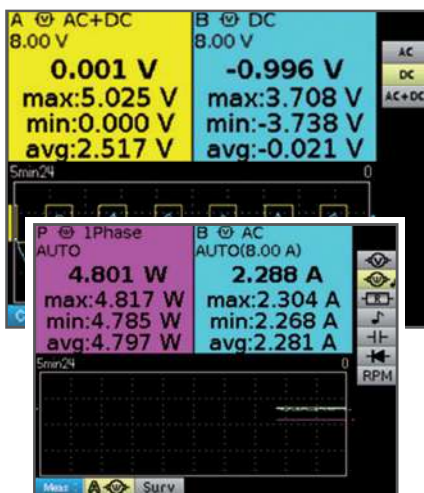 A V AC+DC
8.00 V
0.001 V
max:5.025 V
min:0.000 V
avg:2.517 V
B V DC
8.00 V
-0.996 V
max:3.708 V
min:-3.738 V
avg:-0.021 V
AC
DC
AC+DC
5min24
0
P W 1Phase
AUTO
4.801 W
max:4.817 W
min:4.785 W
avg:4.797 W
B W AC
AUTO(8.00 A)
2.288 A
max:2.304 A
min:2.268 A
avg:2.281 A
V
W
R
RPM
5min24
0
Meas
A W
Surv